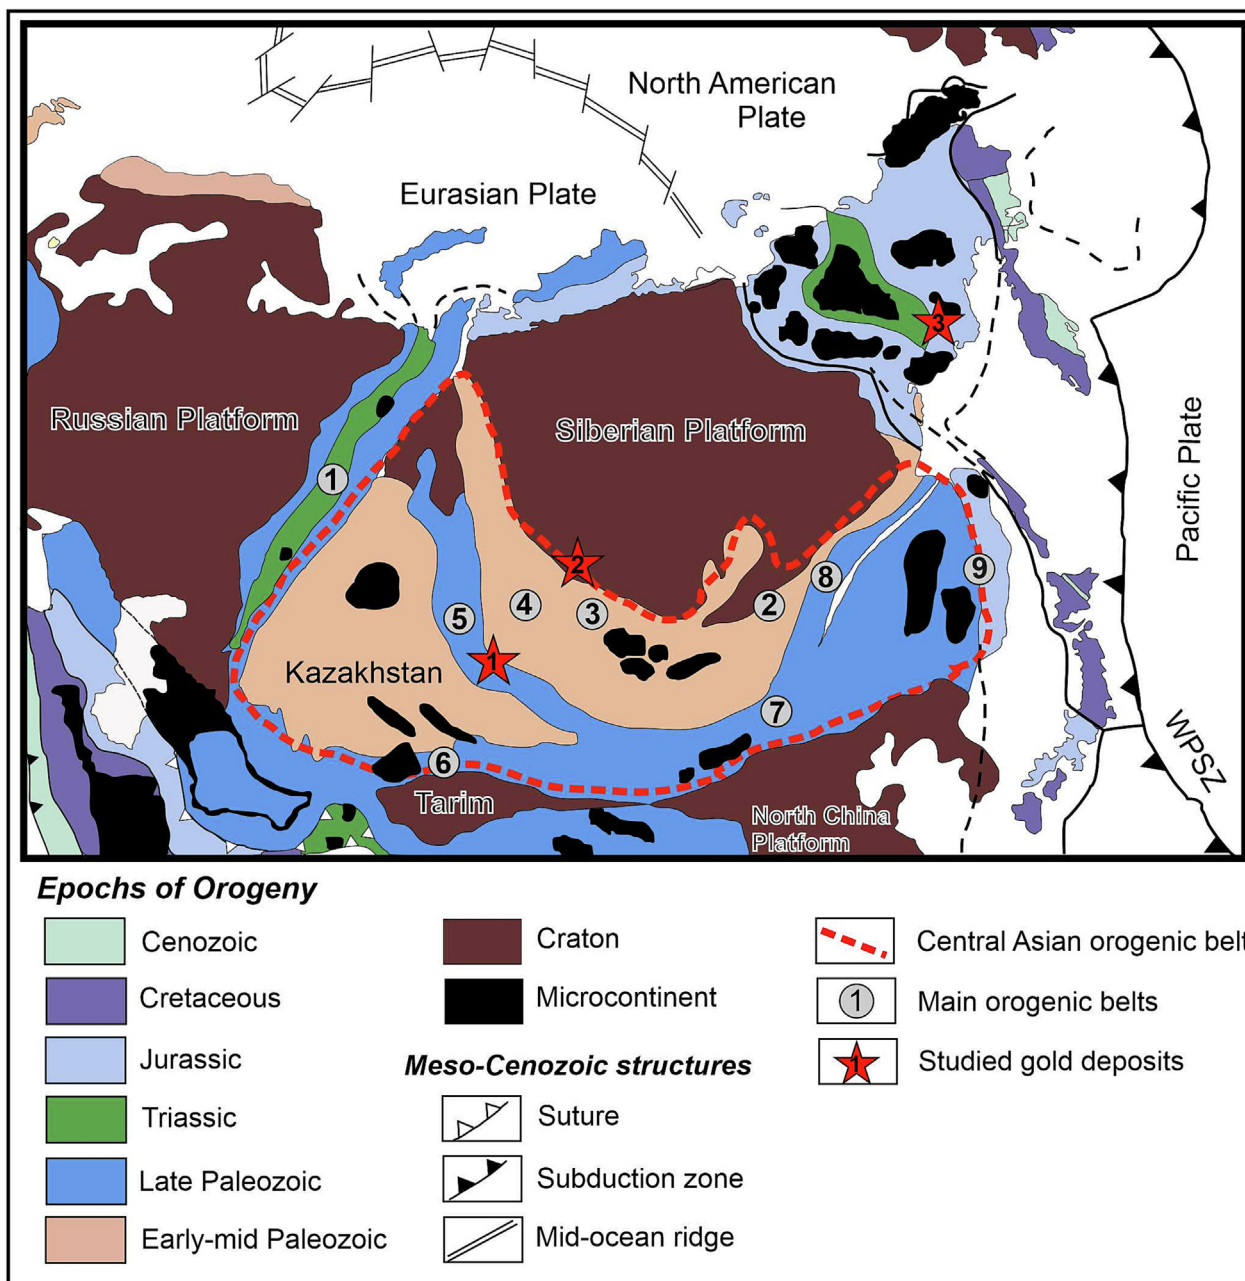 North American
Plate
Eurasian Plate
3
Russian Platform
Siberian Platform
Pacific Plate
1
2
8
9
4
3
2
5
1
Kazakhstan
7
6
WPSZ
Tarim
North China
Platform
Epochs of Orogeny
Cenozoic
Cretaceous
Jurassic
Triassic
Late Paleozoic
Early-mid Paleozoic
Craton
Microcontinent
Meso-Cenozoic structures
Suture
Subduction zone
Mid-ocean ridge
Central Asian orogenic belt
1
Main orogenic belts
1
Studied gold deposits